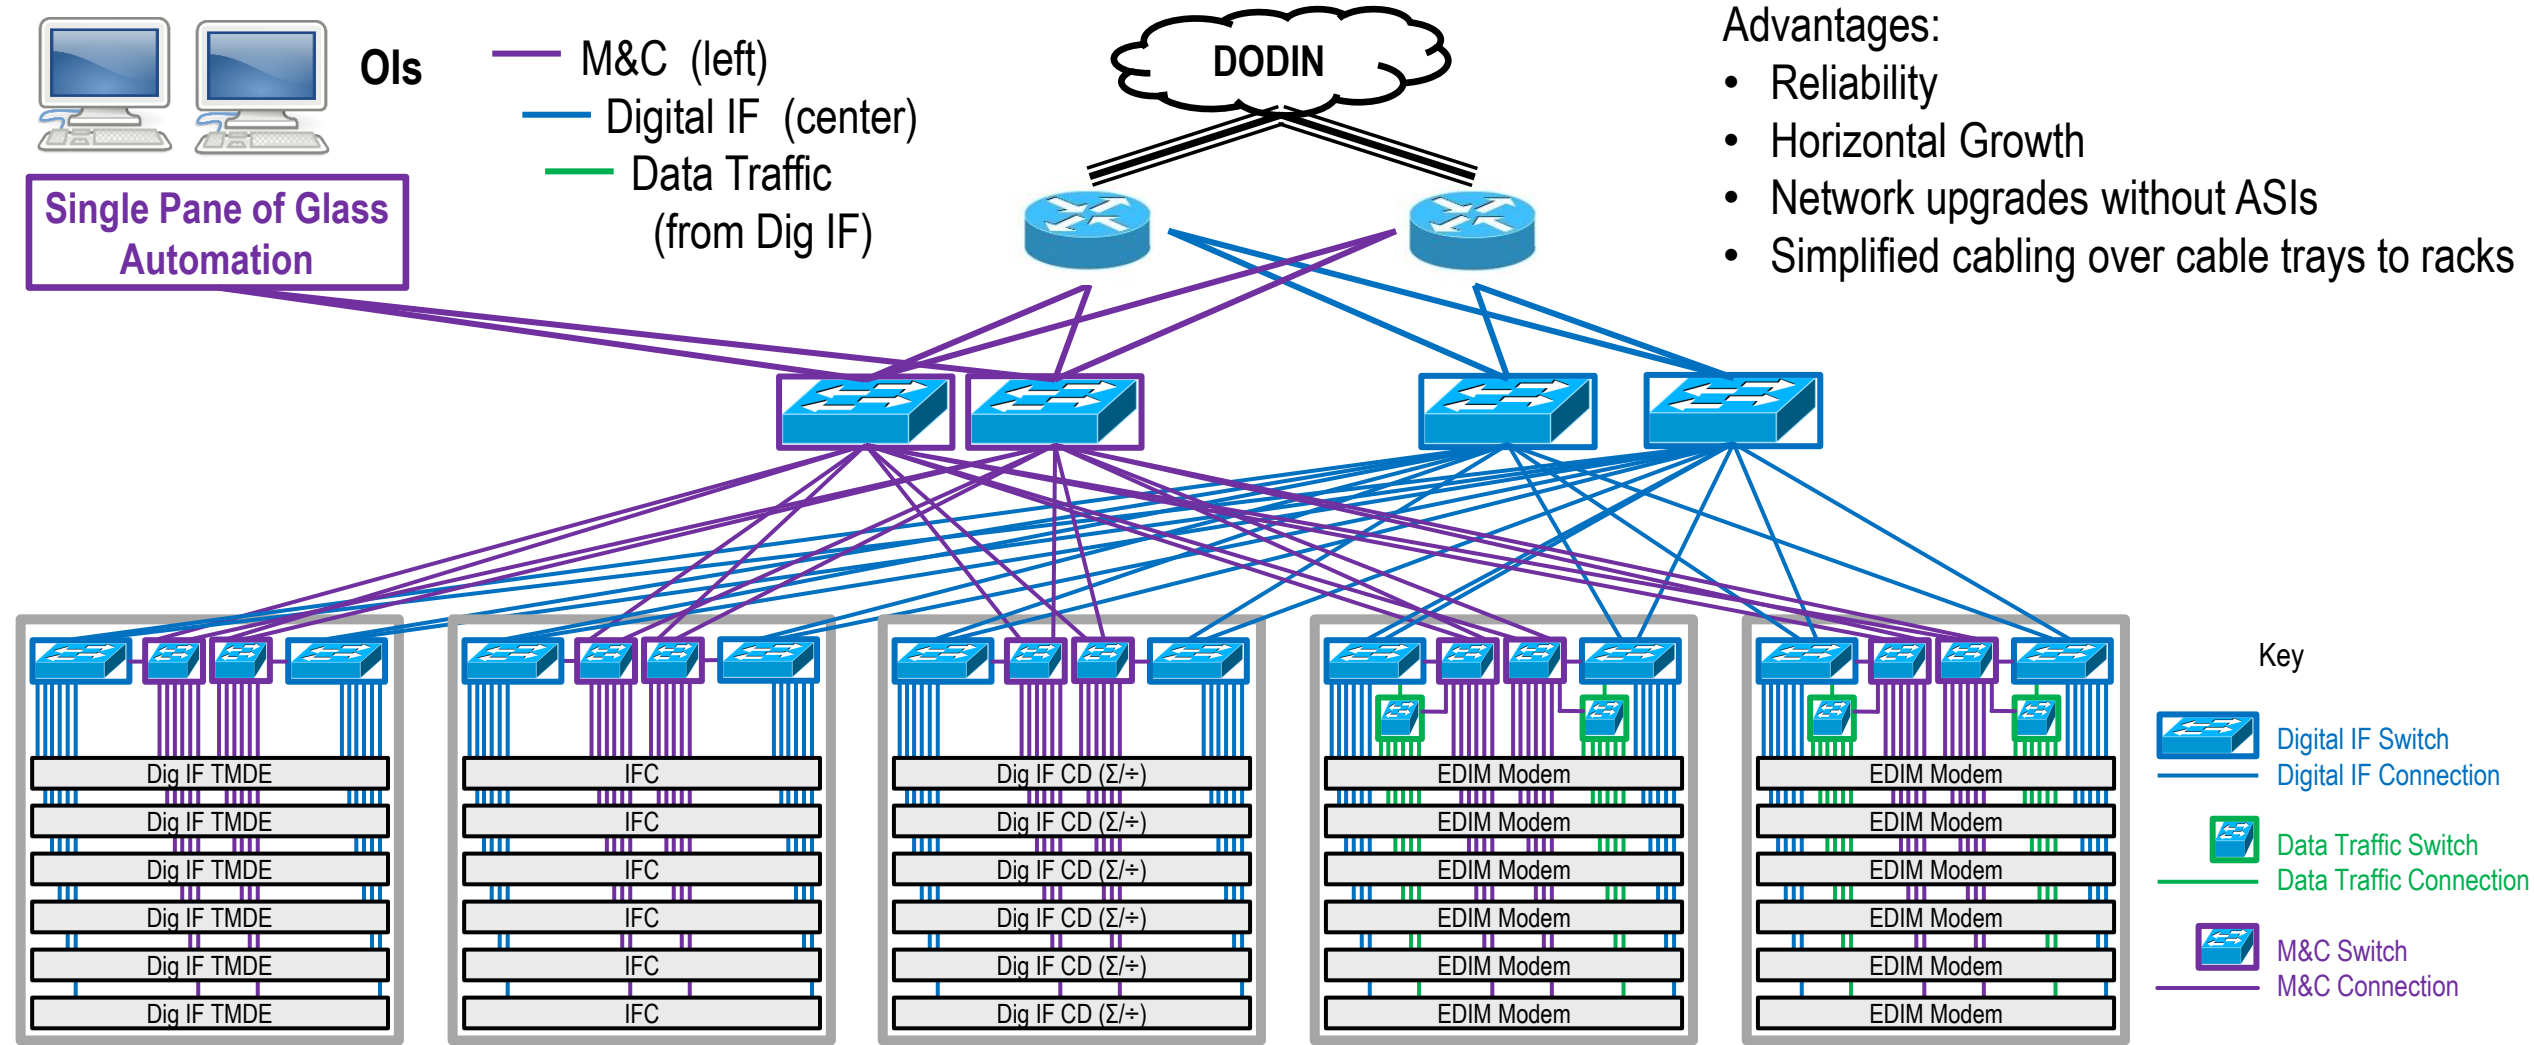 OIs
Single Pane of Glass
Automation
M&C (left)
Digital IF (center)
Data Traffic
(from Dig IF)
DODIN
Advantages:
• Reliability
• Horizontal Growth
• Network upgrades without ASIs
• Simplified cabling over cable trays to racks
Dig IF TMDE
Dig IF TMDE
Dig IF TMDE
Dig IF TMDE
Dig IF TMDE
Dig IF TMDE
IFC
IFC
IFC
IFC
IFC
IFC
Dig IF CD (Σ/÷)
Dig IF CD (Σ/÷)
Dig IF CD (Σ/÷)
Dig IF CD (Σ/÷)
Dig IF CD (Σ/÷)
Dig IF CD (Σ/÷)
EDIM Modem
EDIM Modem
EDIM Modem
EDIM Modem
EDIM Modem
EDIM Modem
EDIM Modem
EDIM Modem
EDIM Modem
EDIM Modem
EDIM Modem
EDIM Modem
Key
Digital IF Switch
Digital IF Connection
Data Traffic Switch
Data Traffic Connection
M&C Switch
M&C Connection